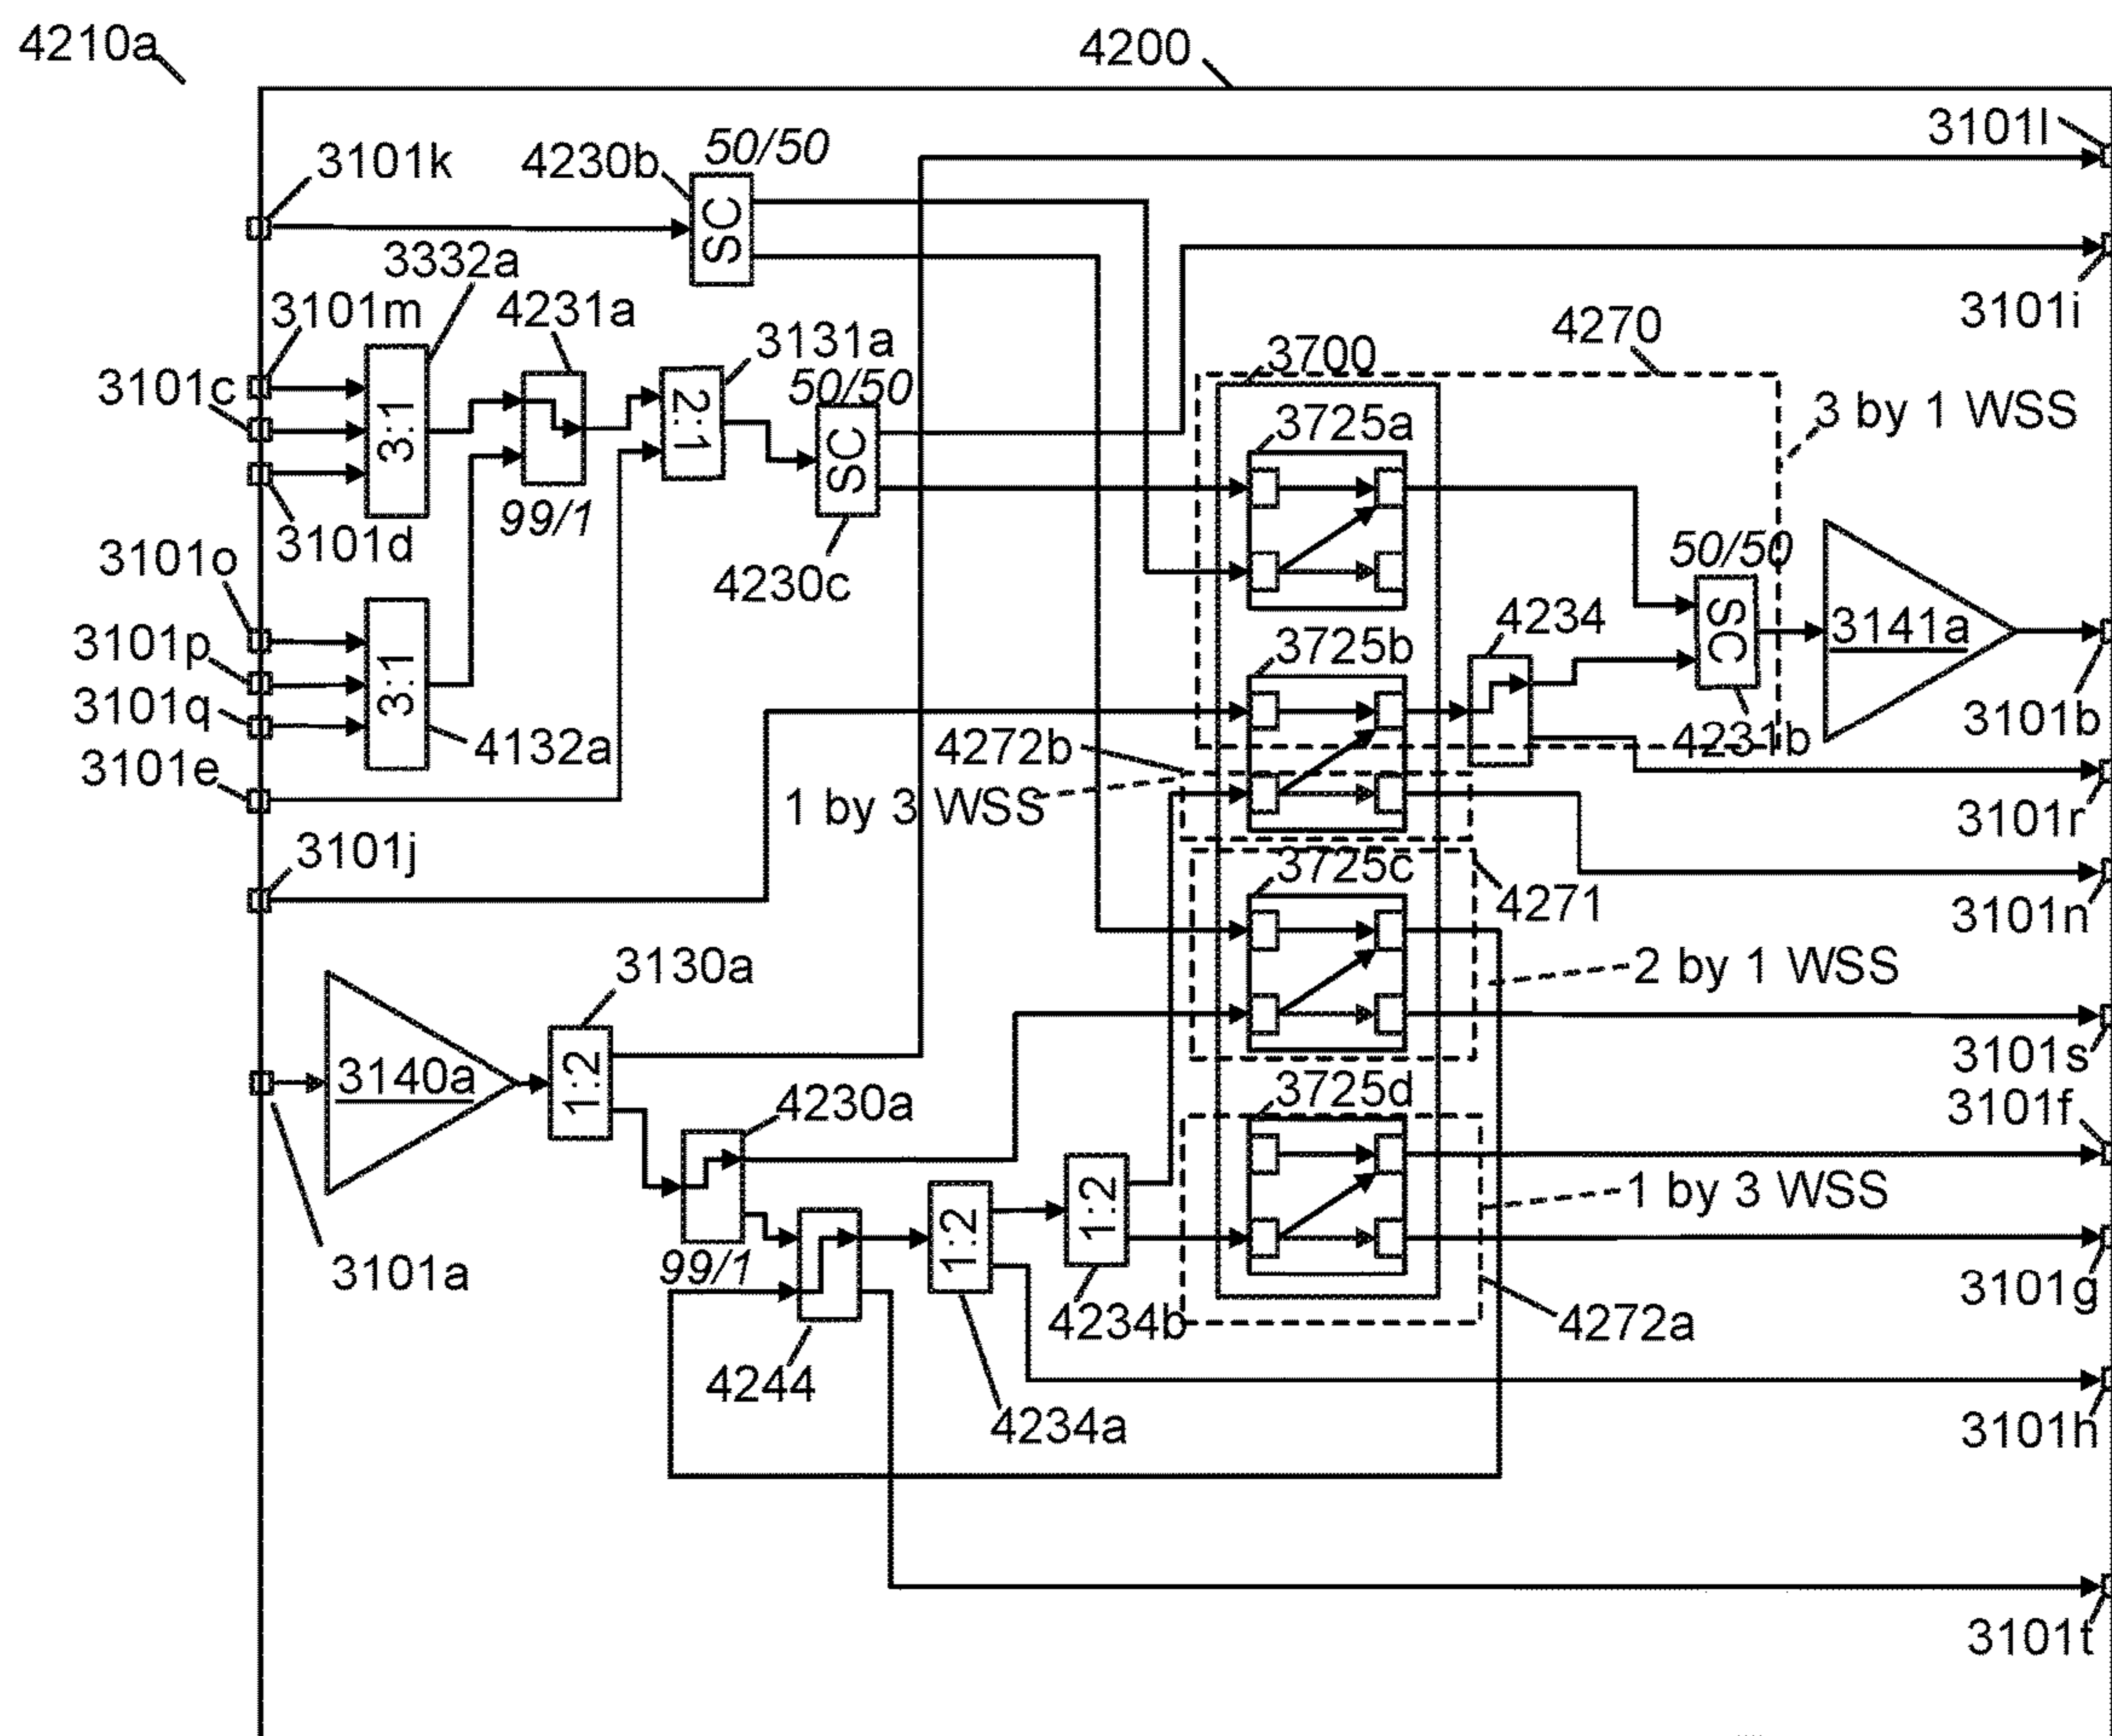 4210a
4200
3101l
50/50
3101k
4230b
SC
3332a
3101i
3101m
4231a
4270
3131a
3700
3101c
50/50
3:1
2:1
3 by 1 WSS
3725a
SC
99/1
3101d
3101o
50/50
4230c
4234
3101p
3:1
3725b
SC
3141a
3101q
4132a
4272b
4231b
3101b
3101e
1 by 3 WSS
3101r
3101j
3725c
4271
3101n
3130a
2 by 1 WSS
3101s
3140a
1:2
3725d
4230a
3101f
1:2
1:2
1 by 3 WSS
99/1
3101a
3101g
4234b
4272a
4244
4234a
3101h
3101t